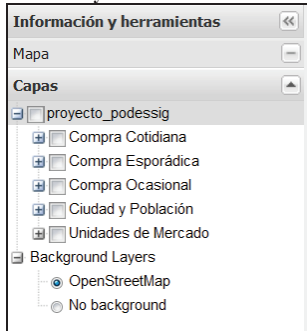 Información y herramientas
Mapa
Capas
proyecto_podessig
Compra Cotidiana
Compra Esporádica
Compra Ocasional
Ciudad y Población
Unidades de Mercado
Background Layers
OpenStreetMap
No background